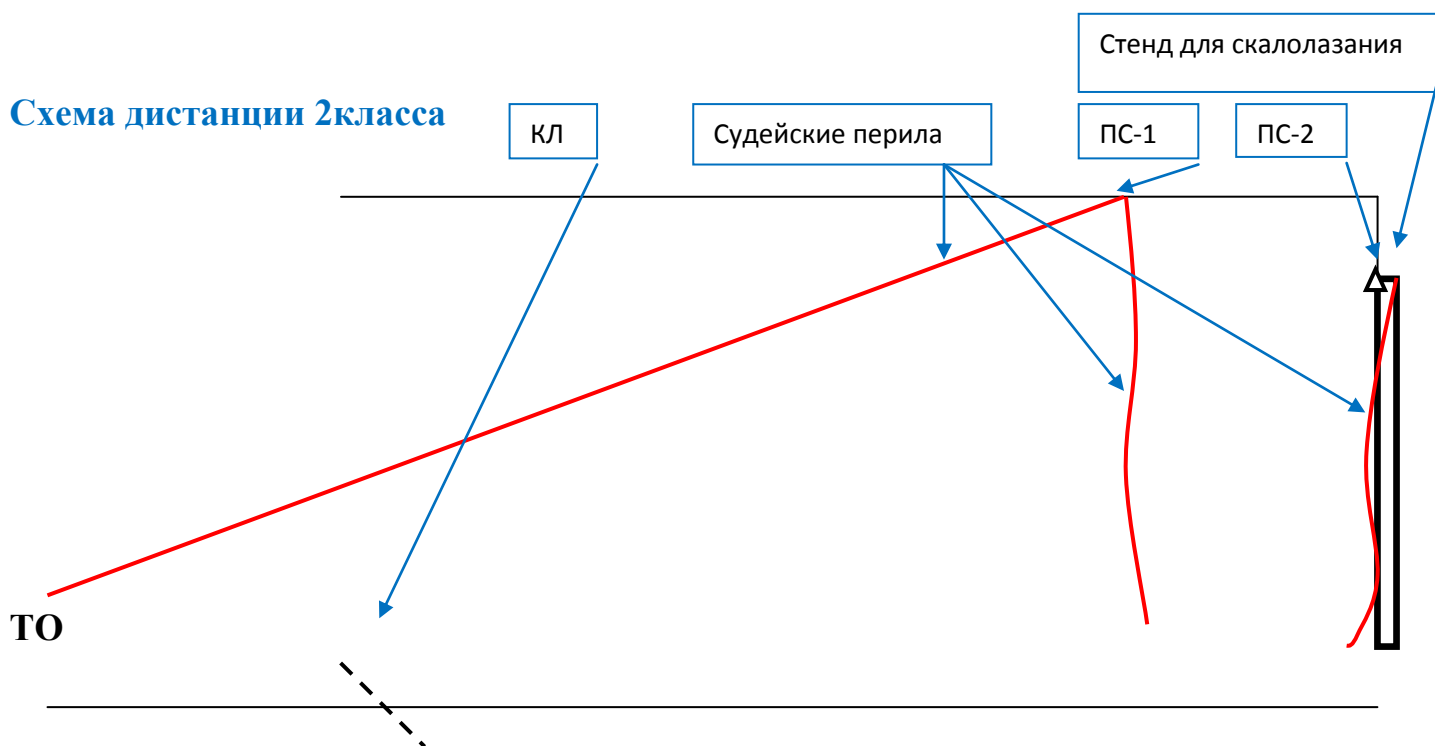 Стенд для скалолазания
Схема дистанции 2класса
КЛ
Судейские перила
ПС-1
ПС-2
ТО